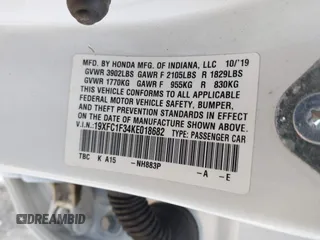 MFD. BY HONDA MFG. OF INDIANA, LLC 10/'19
GVWR 3902LBS GAWR F 2105LBS R 1829LBS
GVWR 1770KG GAWR F 955KG R 830KG
THIS VEHICLE CONFORMS TO ALL APPLICABLE
FEDERAL MOTOR VEHICLE SAFETY, BUMPER,
AND THEFT PREVENTION STANDARDS IN EFFECT
ON THE DATE OF MANUFACTURE SHOWN ABOVE.
V.I.N.: 19XFC1F34KE018682 TYPE: PASSENGER CAR
TBC K A15 -NH883P -A -E
DREAMBID